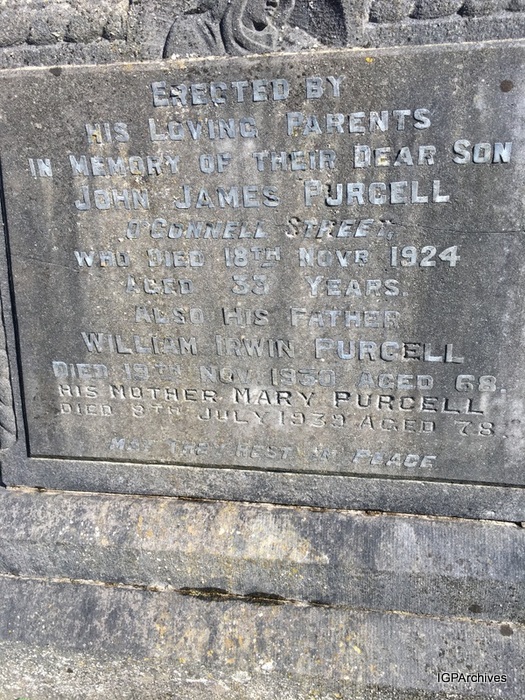 ERECTED BY
HIS LOVING PARENTS
IN MEMORY OF THEIR DEAR SON
JOHN JAMES PURCELL
O'CONNELL STREET,
WHO DIED 18TH NOVR 1924
AGED 33 YEARS.
ALSO HIS FATHER
WILLIAM IRWIN PURCELL
DIED 19TH NOV 1930 AGED 68.
HIS MOTHER MARY PURCELL
DIED 9TH JULY 1939 AGED 78.
MAY THEY REST IN PEACE
IGPArchives